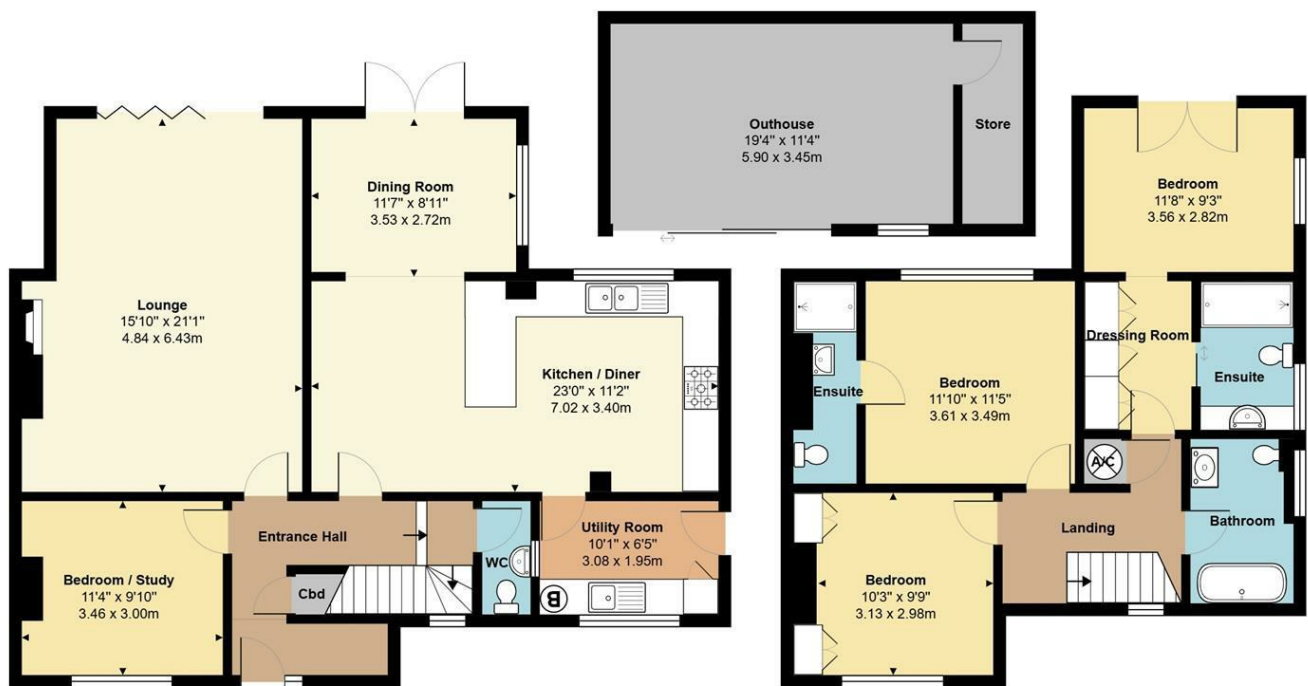 Outhouse
19'4" x 11'4"
5.90 x 3.45m
Store
Dining Room
11'7" x 8'11"
3.53 x 2.72m
Lounge
15'10" x 21'1"
4.84 x 6.43m
Kitchen / Diner
23'0" x 11'2"
7.02 x 3.40m
Bedroom / Study
11'4" x 9'10"
3.46 x 3.00m
Entrance Hall
Cbd
WC
Utility Room
10'1" x 6'5"
3.08 x 1.95m
B
Bedroom
11'8" x 9'3"
3.56 x 2.82m
Dressing Room
Ensuite
Ensuite
Bedroom
11'10" x 11'5"
3.61 x 3.49m
A/C
Landing
Bathroom
Bedroom
10'3" x 9'9"
3.13 x 2.98m